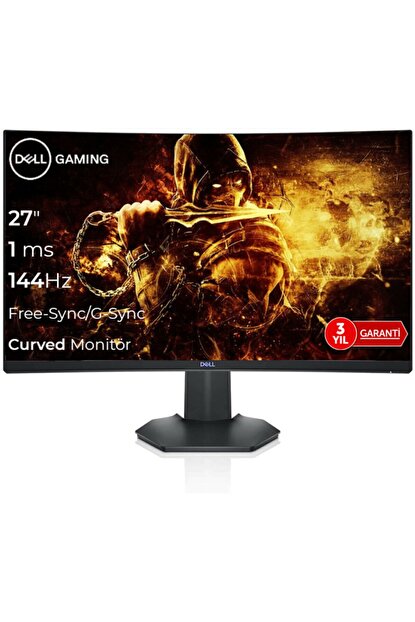 DELL GAMING
27"
1 ms
144Hz
Free-Sync/G-Sync
Curved Monitor
3
YIL
GARANTİ
DELL